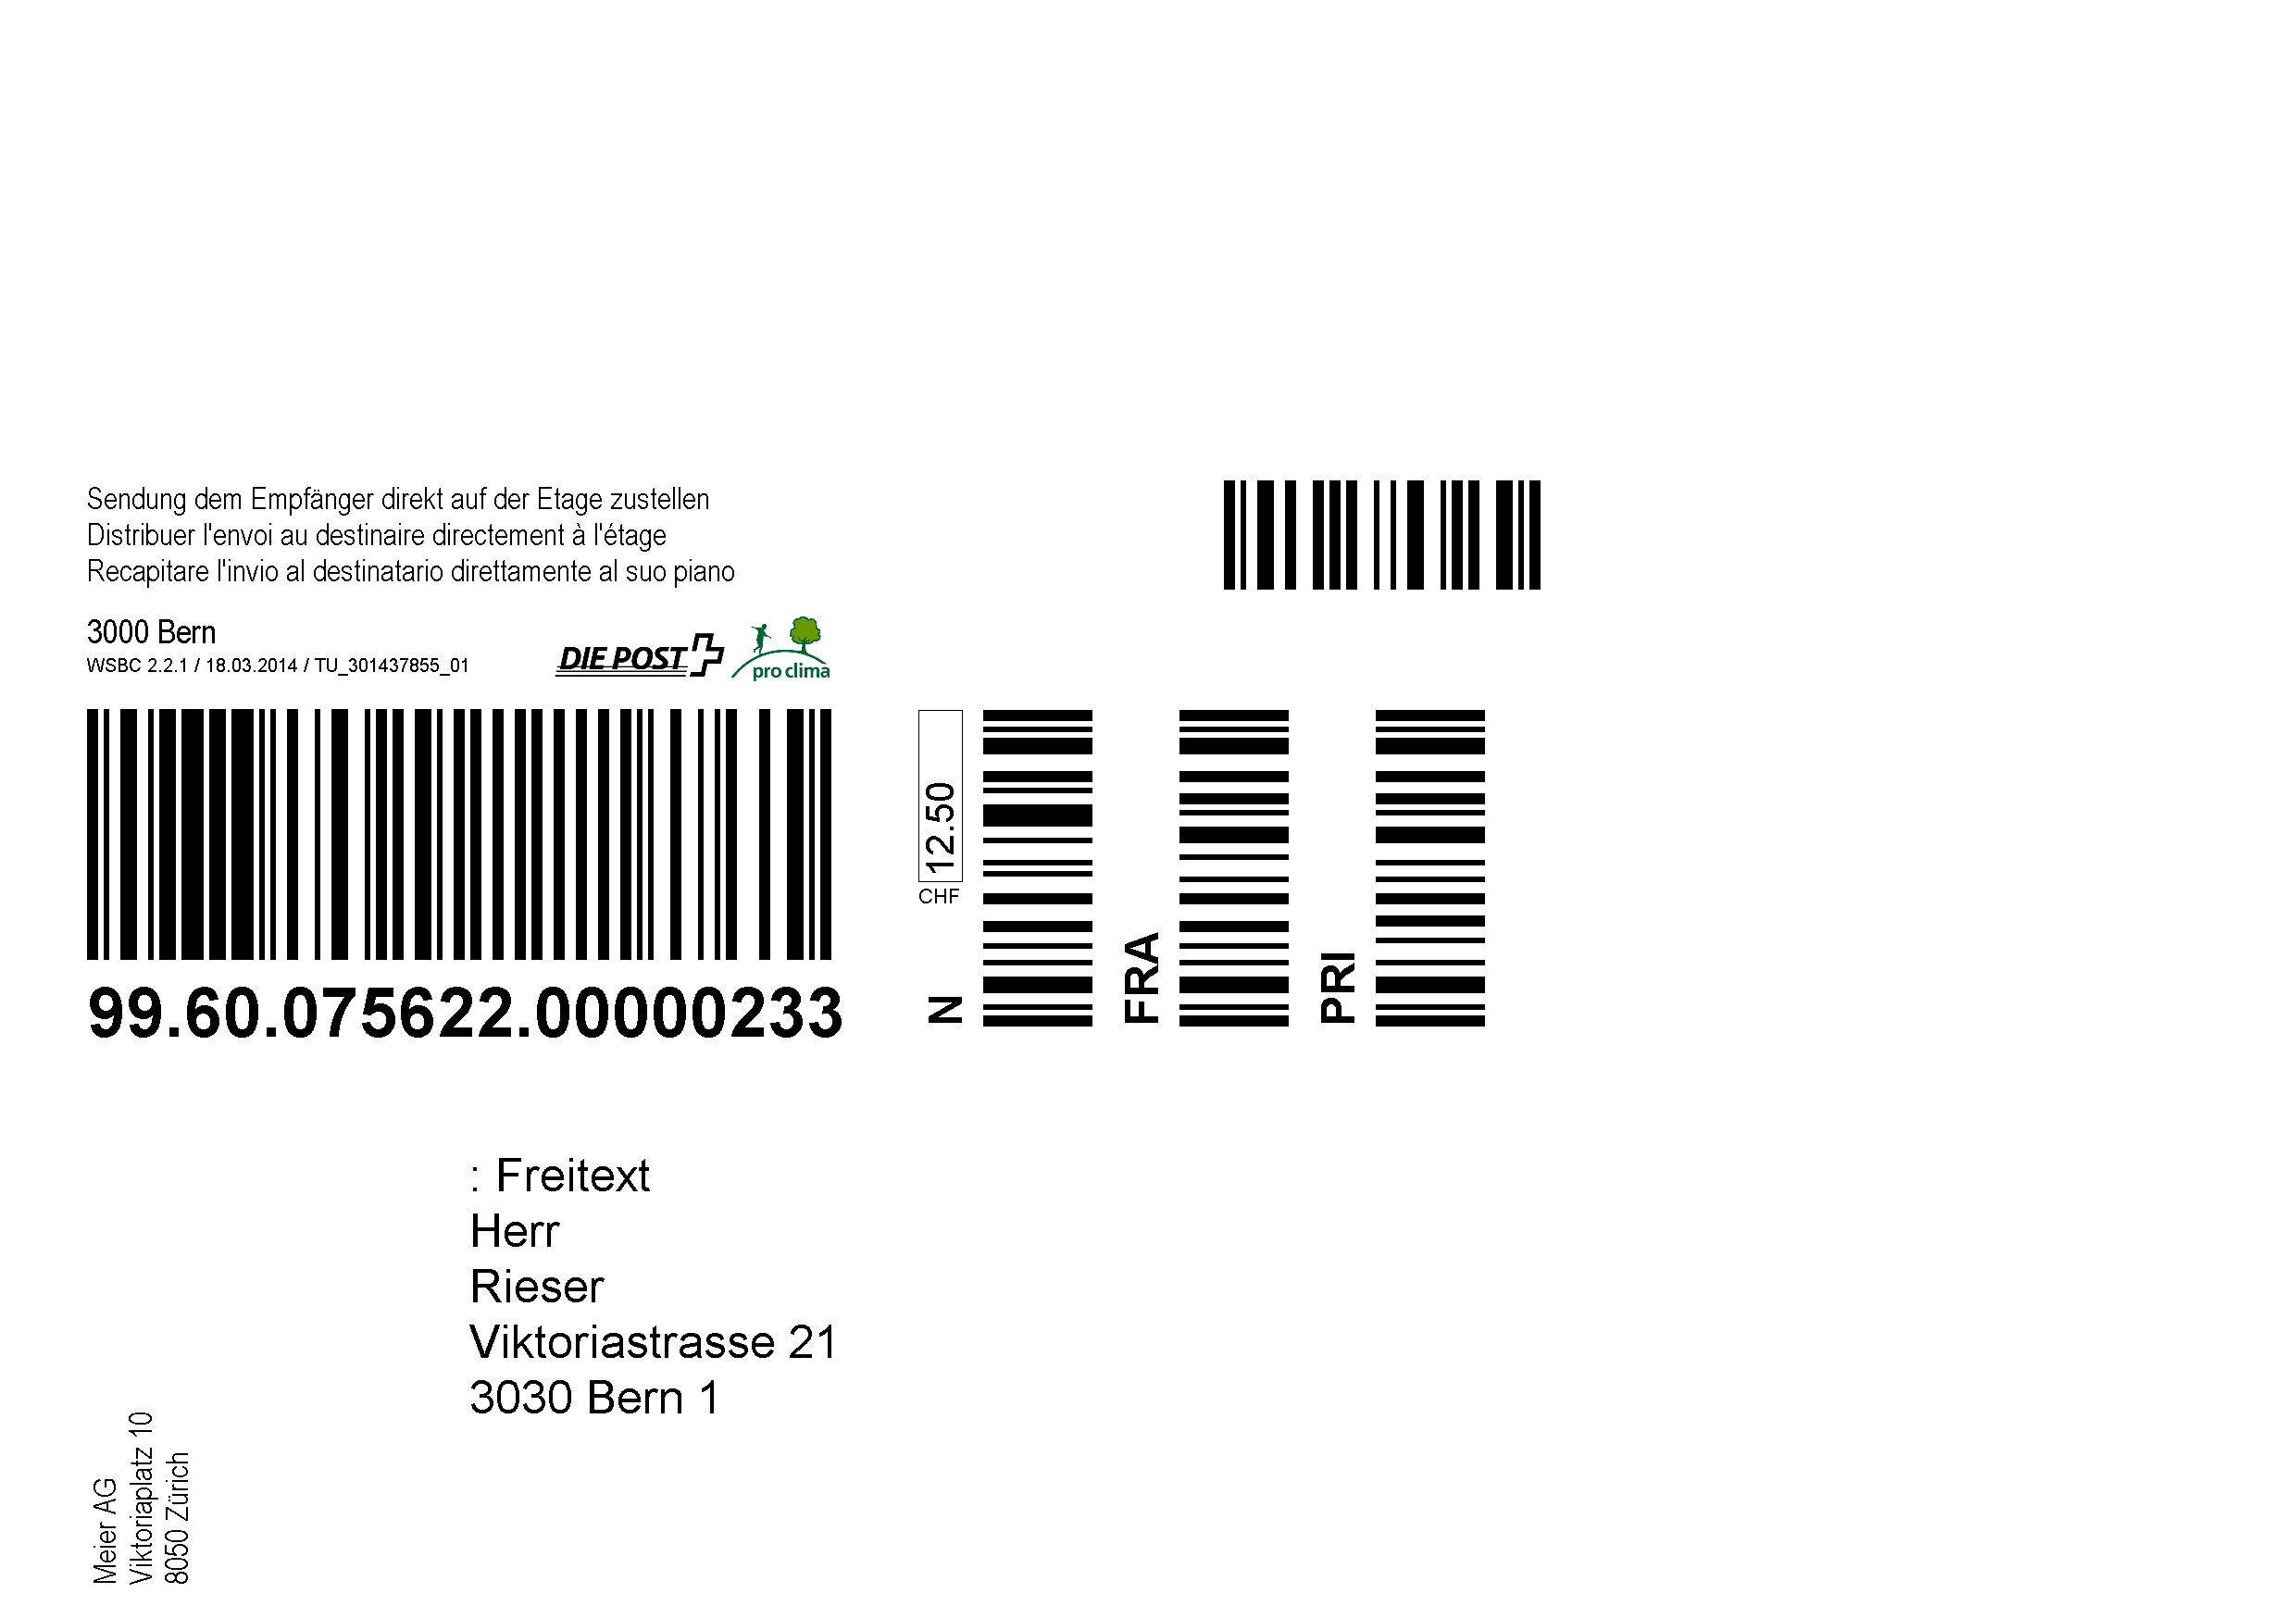 Sendung dem Empfänger direkt auf der Etage zustellen
Distribuer l'envoi au destinaire directement à l'étage
Recapitare l'invio al destinatario direttamente al suo piano
3000 Bern
WSBC 2.2.1 / 18.03.2014 / TU_301437855_01
DIE POST
pro clima
99.60.075622.00000233
12.50
CHF
N
FRA
PRI
: Freitext
Herr
Rieser
Viktoriastrasse 21
3030 Bern 1
Meier AG
Viktoriaplatz 10
8050 Zürich